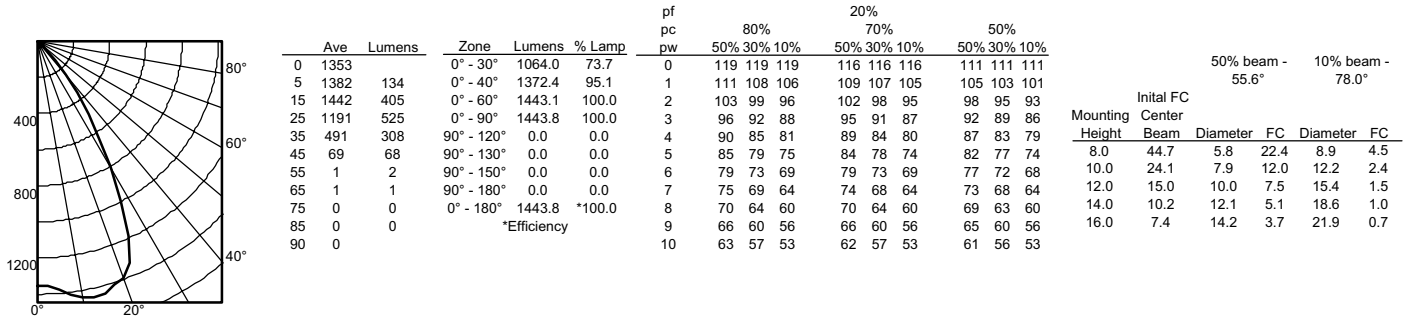 400
800
1200
0°
20°
40°
60°
80°
Ave Lumens
0 1353
5 1382 134
15 1442 405
25 1191 525
35 491 308
45 69 68
55 1 2
65 1 1
75 0 0
85 0 0
90 0
Zone Lumens % Lamp
0° - 30° 1064.0 73.7
0° - 40° 1372.4 95.1
0° - 60° 1443.1 100.0
0° - 90° 1443.8 100.0
90° - 120° 0.0 0.0
90° - 130° 0.0 0.0
90° - 150° 0.0 0.0
90° - 180° 0.0 0.0
0° - 180° 1443.8 *100.0
*Efficiency
pf 20%
pc 80% 70% 50%
pw 50% 30% 10% 50% 30% 10% 50% 30% 10%
0 119 119 119 116 116 116 111 111 111
1 111 108 106 109 107 105 105 103 101
2 103 99 96 102 98 95 98 95 93
3 96 92 88 95 91 87 92 89 86
4 90 85 81 89 84 80 87 83 79
5 85 79 75 84 78 74 82 77 74
6 79 73 69 79 73 69 77 72 68
7 75 69 64 74 68 64 73 68 64
8 70 64 60 70 64 60 69 63 60
9 66 60 56 66 60 56 65 60 56
10 63 57 53 62 57 53 61 56 53
50% beam - 10% beam -
55.6° 78.0°
Inital FC
Mounting Center
Height Beam Diameter FC Diameter FC
8.0 44.7 5.8 22.4 8.9 4.5
10.0 24.1 7.9 12.0 12.2 2.4
12.0 15.0 10.0 7.5 15.4 1.5
14.0 10.2 12.1 5.1 18.6 1.0
16.0 7.4 14.2 3.7 21.9 0.7